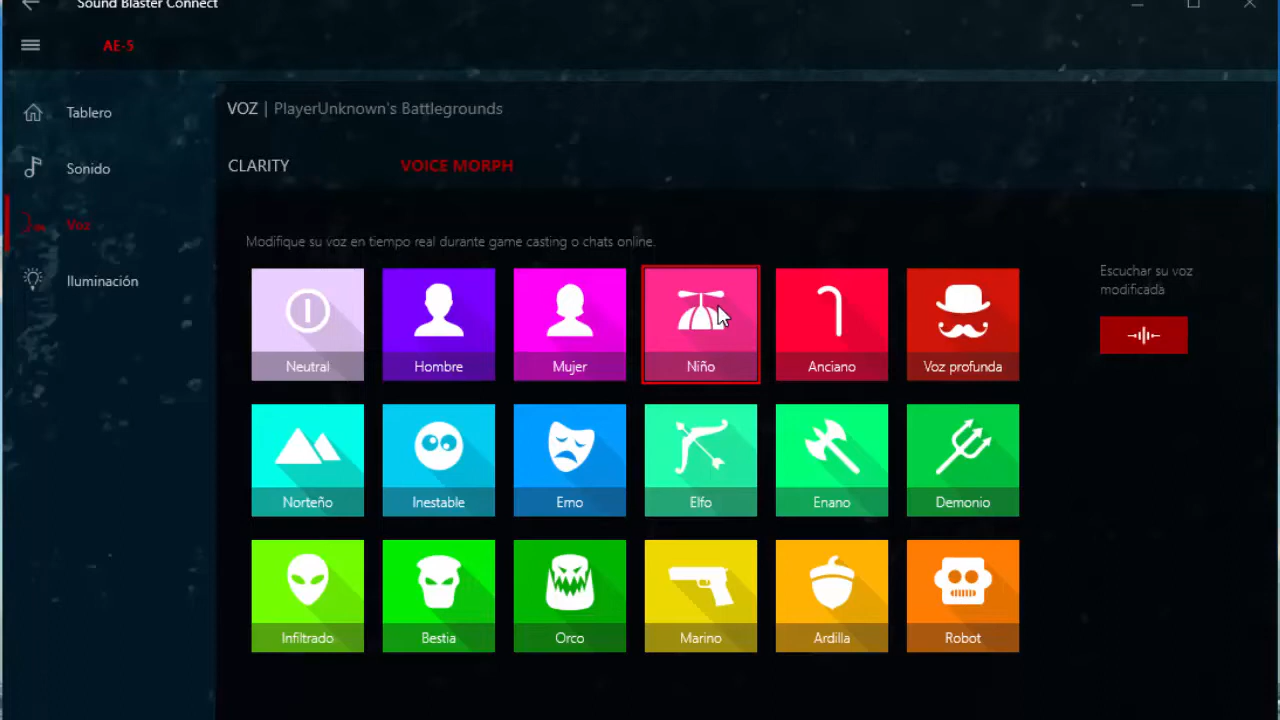 Sound Blaster Connect
AE-5
Tablero
Sonido
Voz
Iluminación
VOZ | PlayerUnknown's Battlegrounds
CLARITY
VOICE MORPH
Modifique su voz en tiempo real durante game casting o chats online.
Neutral
Hombre
Mujer
Niño
Anciano
Voz profunda
Norteño
Inestable
Emo
Elfo
Enano
Demonio
Infiltrado
Bestia
Orco
Marino
Ardilla
Robot
Escuchar su voz
modificada